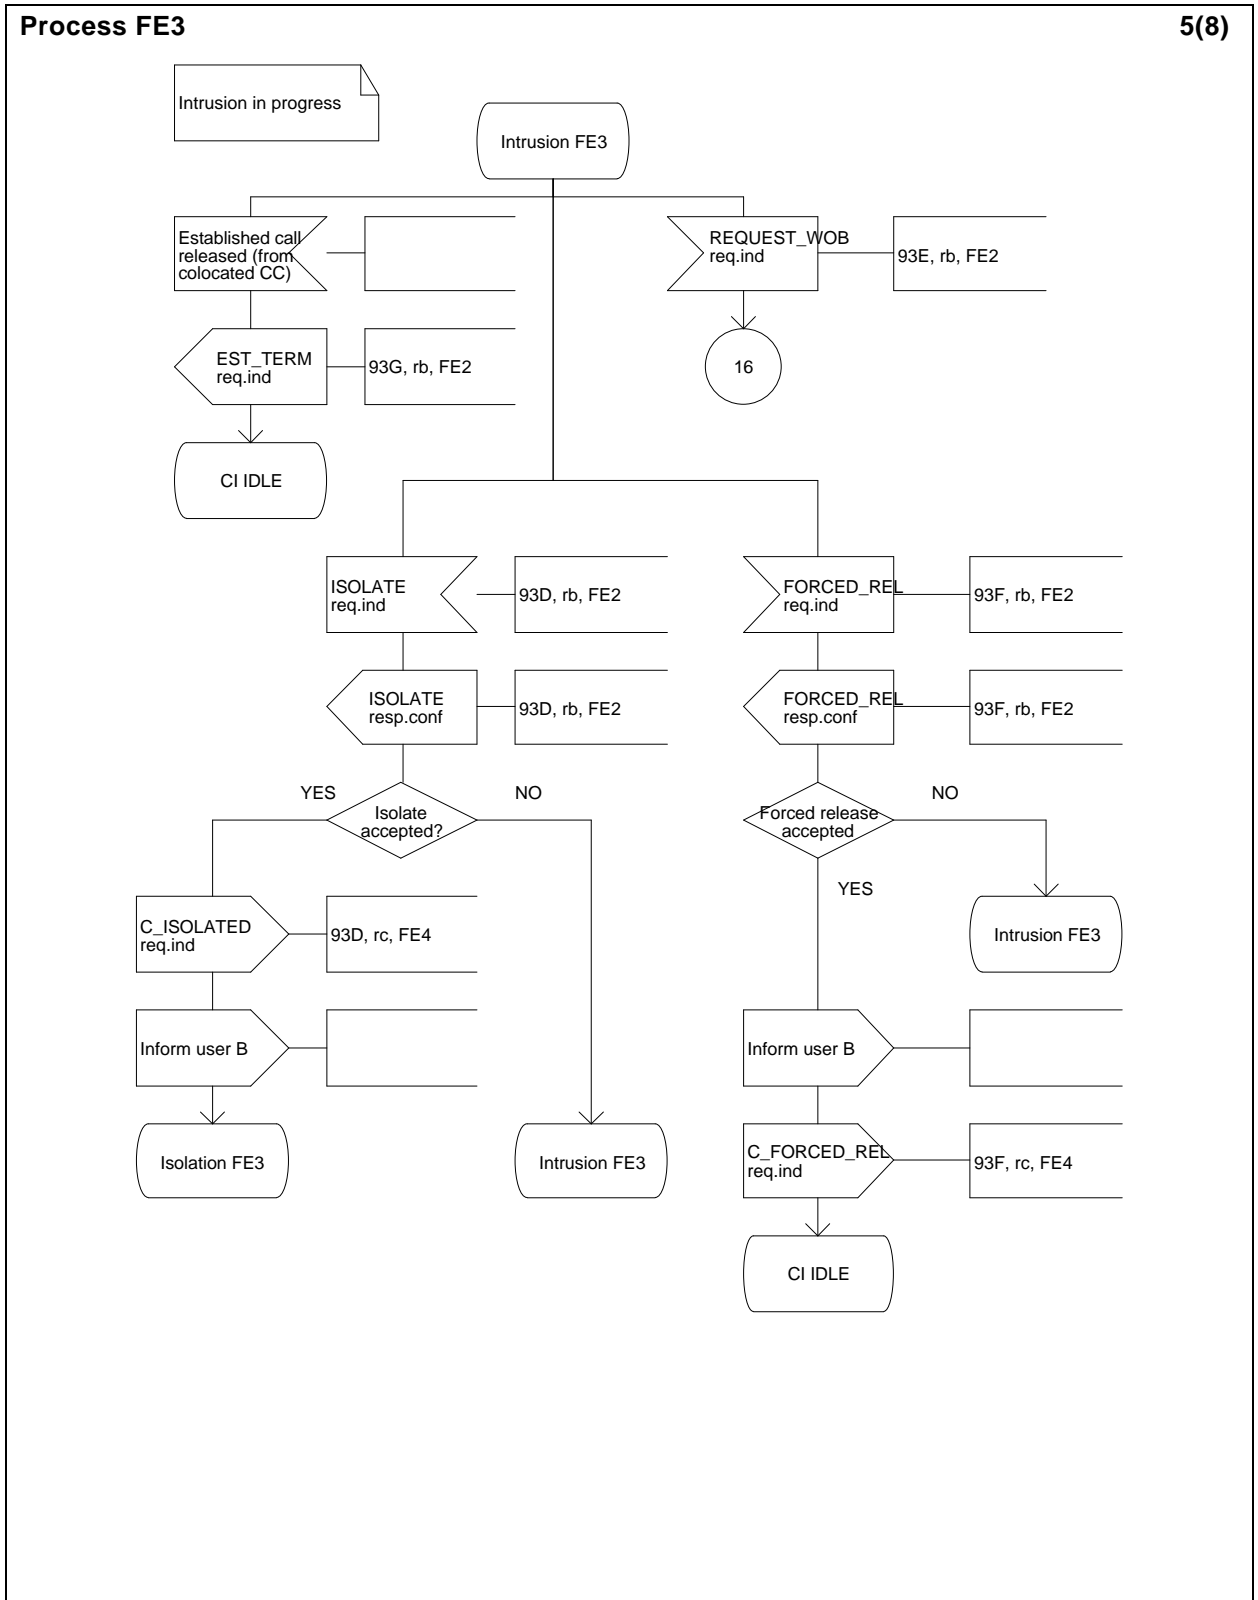 Process FE3
5(8)
Intrusion in progress
Intrusion FE3
Established call
released (from
colocated CC)
REQUEST_WOB
req.ind
93E, rb, FE2
EST_TERM
req.ind
93G, rb, FE2
16
CI IDLE
ISOLATE
req.ind
93D, rb, FE2
FORCED_REL
req.ind
93F, rb, FE2
ISOLATE
resp.conf
93D, rb, FE2
FORCED_REL
resp.conf
93F, rb, FE2
YES
Isolate
accepted?
NO
Forced release
accepted
NO
YES
C_ISOLATED
req.ind
93D, rc, FE4
Intrusion FE3
Inform user B
Inform user B
Isolation FE3
Intrusion FE3
C_FORCED_REL
req.ind
93F, rc, FE4
CI IDLE